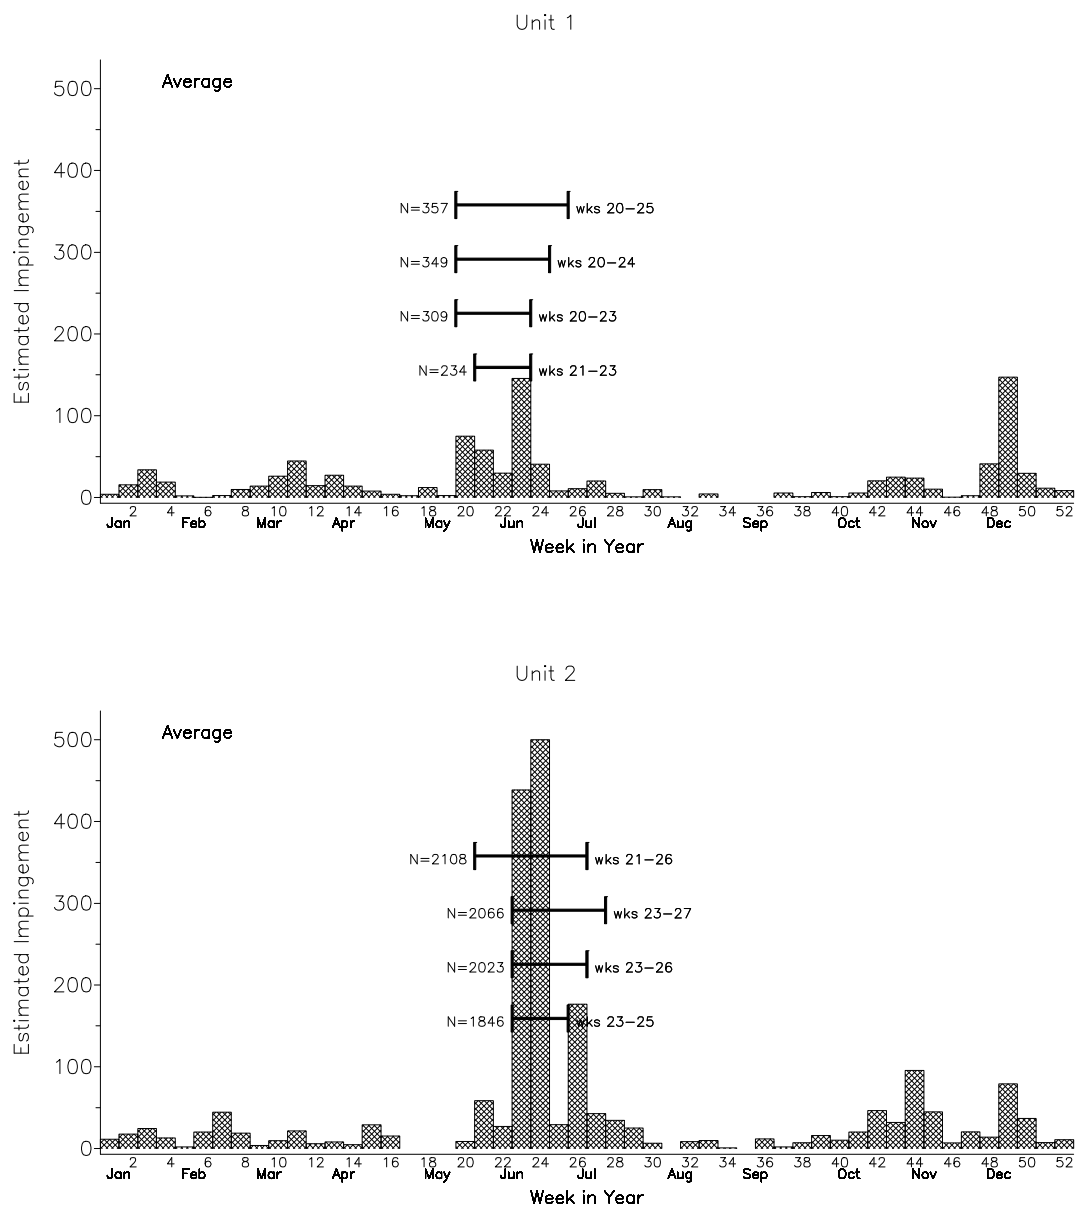 Unit 1
Average
500
400
300
200
100
0
Estimated Impingement
N=357 wks 20-25
N=349 wks 20-24
N=309 wks 20-23
N=234 wks 21-23
2 4 6 8 10 12 14 16 18 20 22 24 26 28 30 32 34 36 38 40 42 44 46 48 50 52
Jan Feb Mar Apr May Jun Jul Aug Sep Oct Nov Dec
Week in Year
Unit 2
Average
500
400
300
200
100
0
Estimated Impingement
N=2108 wks 21-26
N=2066 wks 23-27
N=2023 wks 23-26
N=1846 wks 23-25
2 4 6 8 10 12 14 16 18 20 22 24 26 28 30 32 34 36 38 40 42 44 46 48 50 52
Jan Feb Mar Apr May Jun Jul Aug Sep Oct Nov Dec
Week in Year